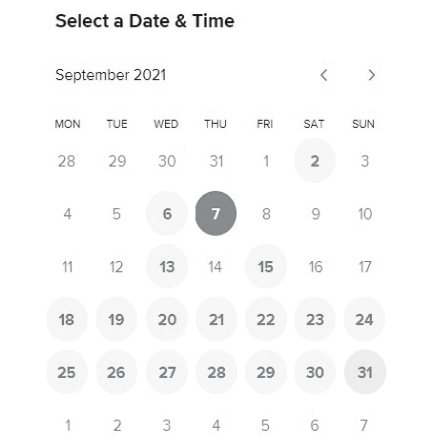 Select a Date & Time
September 2021
MON TUE WED THU FRI SAT SUN
28 29 30 31 1 2 3
4 5 6 7 8 9 10
11 12 13 14 15 16 17
18 19 20 21 22 23 24
25 26 27 28 29 30 31
1 2 3 4 5 6 7